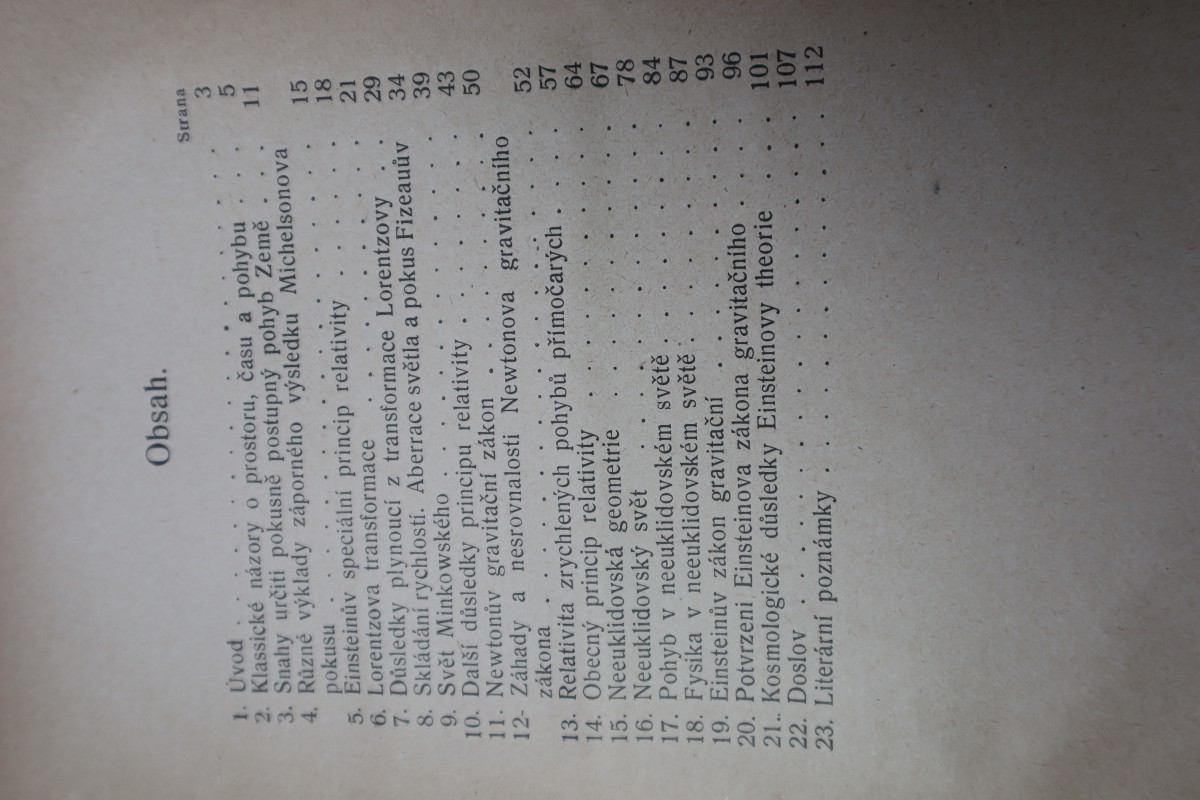 Obsah.
Strana
1. Úvod . . . . . . . . . . . . . 3
2. Klassické názory o prostoru, času a pohybu . . . 5
3. Snahy určiti pokusně postupný pohyb Země . . . 11
4. Různé výklady záporného výsledku Michelsonova
pokusu . . . . . . . . . . . . 15
5. Einsteinův speciální princip relativity . . . . . 18
6. Lorentzova transformace . . . . . . . . 21
7. Důsledky plynoucí z transformace Lorentzovy . . 29
8. Skládání rychlostí. Aberrace světla a pokus Fizeauův 34
9. Svět Minkowského . . . . . . . . . . 39
10. Další důsledky principu relativity . . . . . . 43
11. Newtonův gravitační zákon . . . . . . . 50
12- Záhady a nesrovnalosti Newtonova gravitačního
zákona . . . . . . . . . . . . 52
13. Relativita zrychlených pohybů přímočarých . . . 57
14. Obecný princip relativity . . . . . . . . 64
15. Neeuklidovská geometrie . . . . . . . . 67
16. Neeuklidovský svět . . . . . . . . . 78
17. Pohyb v neeuklidovském světě . . . . . . 84
18. Fysika v neeuklidovském světě . . . . . . 87
19. Einsteinův zákon gravitační . . . . . . . 93
20. Potvrzeni Einsteinova zákona gravitačního . . . 96
21. Kosmologické důsledky Einsteinovy theorie . . . 101
22. Doslov . . . . . . . . . . . . 107
23. Literární poznámky . . . . . . . . . 112